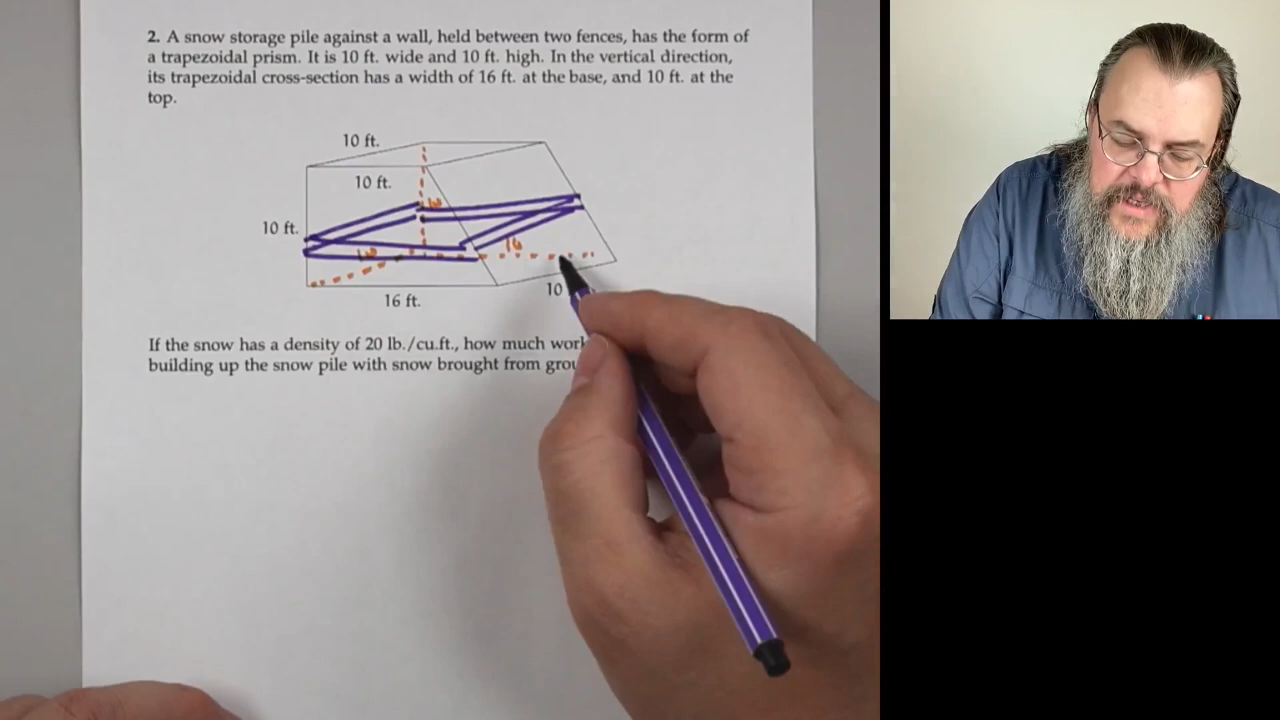 2. A snow storage pile against a wall, held between two fences, has the form of
a trapezoidal prism. It is 10 ft. wide and 10 ft. high. In the vertical direction,
its trapezoidal cross-section has a width of 16 ft. at the base, and 10 ft. at the
top.
10 ft.
10 ft.
10
10 ft.
10
16
16 ft.
10
If the snow has a density of 20 lb./cu.ft., how much work
building up the snow pile with snow brought from